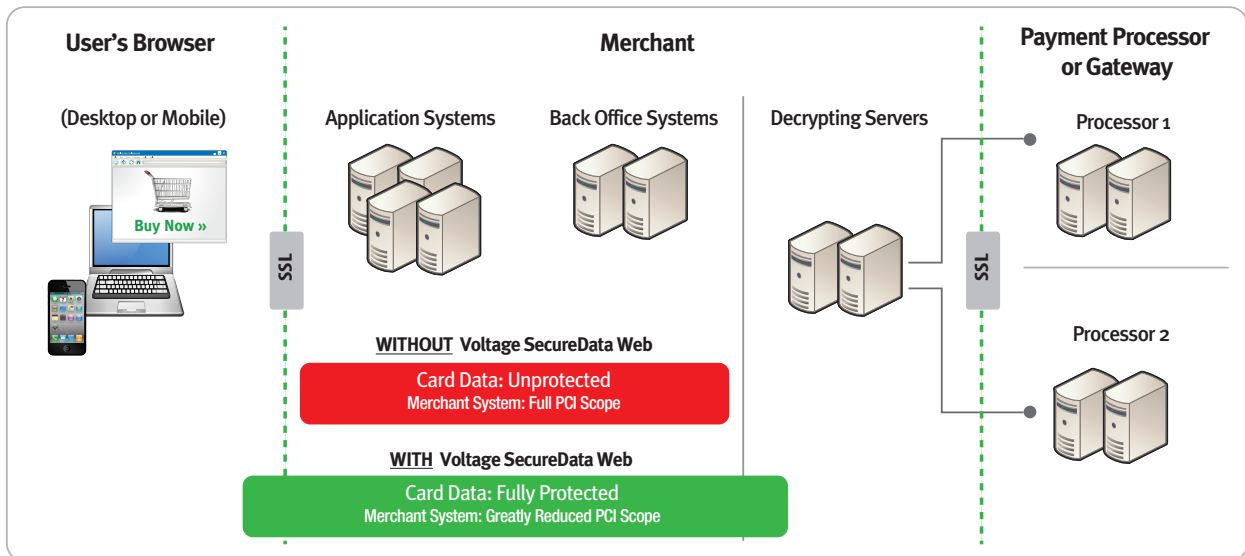 User's Browser
Merchant
Payment Processor
or Gateway
(Desktop or Mobile)
Application Systems
Back Office Systems
Decrypting Servers
Processor 1
Buy Now »
SSL
SSL
Processor 2
WITHOUT Voltage SecureData Web
Card Data: Unprotected
Merchant System: Full PCI Scope
WITH Voltage SecureData Web
Card Data: Fully Protected
Merchant System: Greatly Reduced PCI Scope